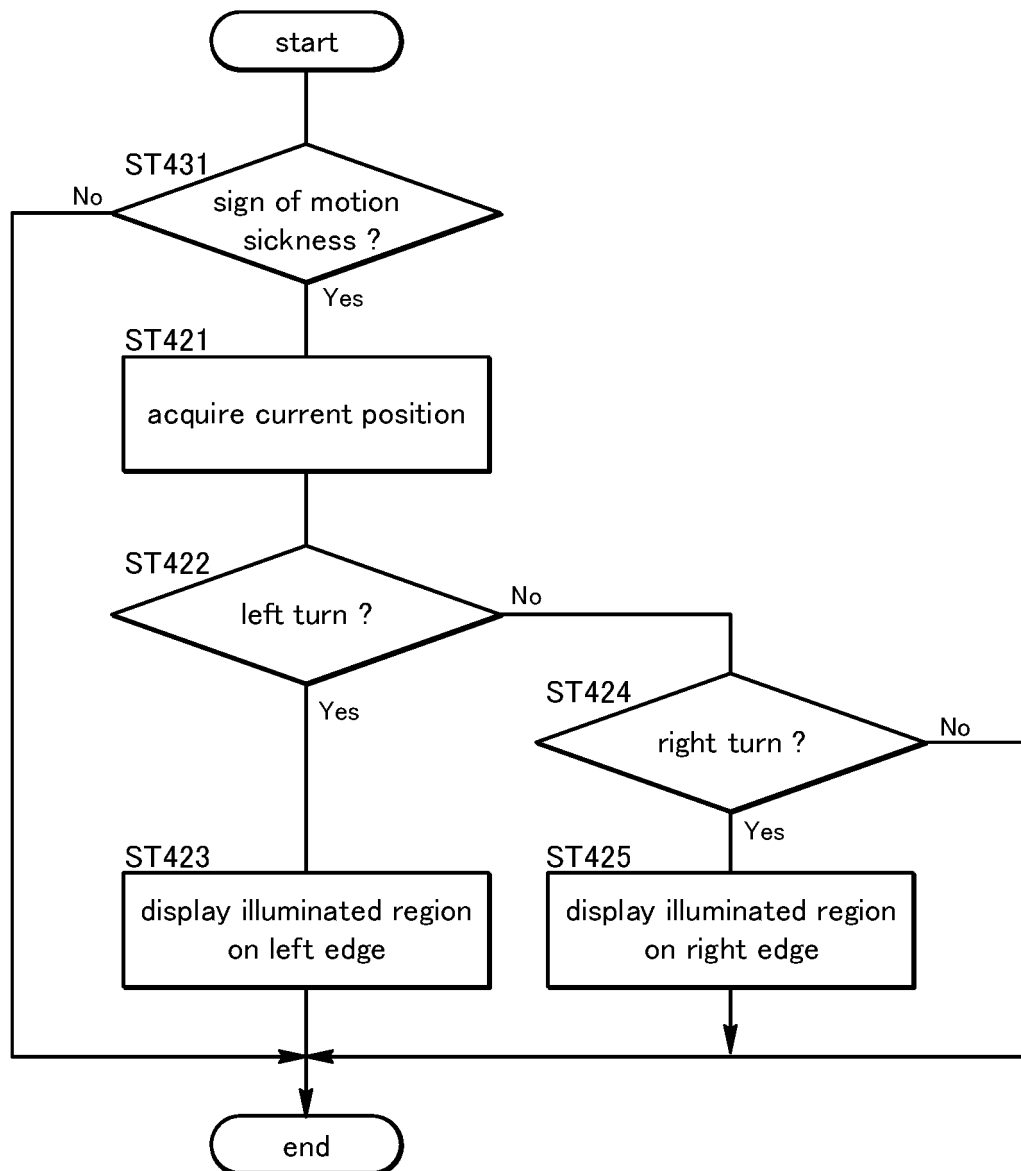 start
ST431
No
sign of motion
sickness ?
Yes
ST421
acquire current position
ST422
left turn ?
No
Yes
ST424
right turn ?
No
Yes
ST423
display illuminated region
on left edge
ST425
display illuminated region
on right edge
end